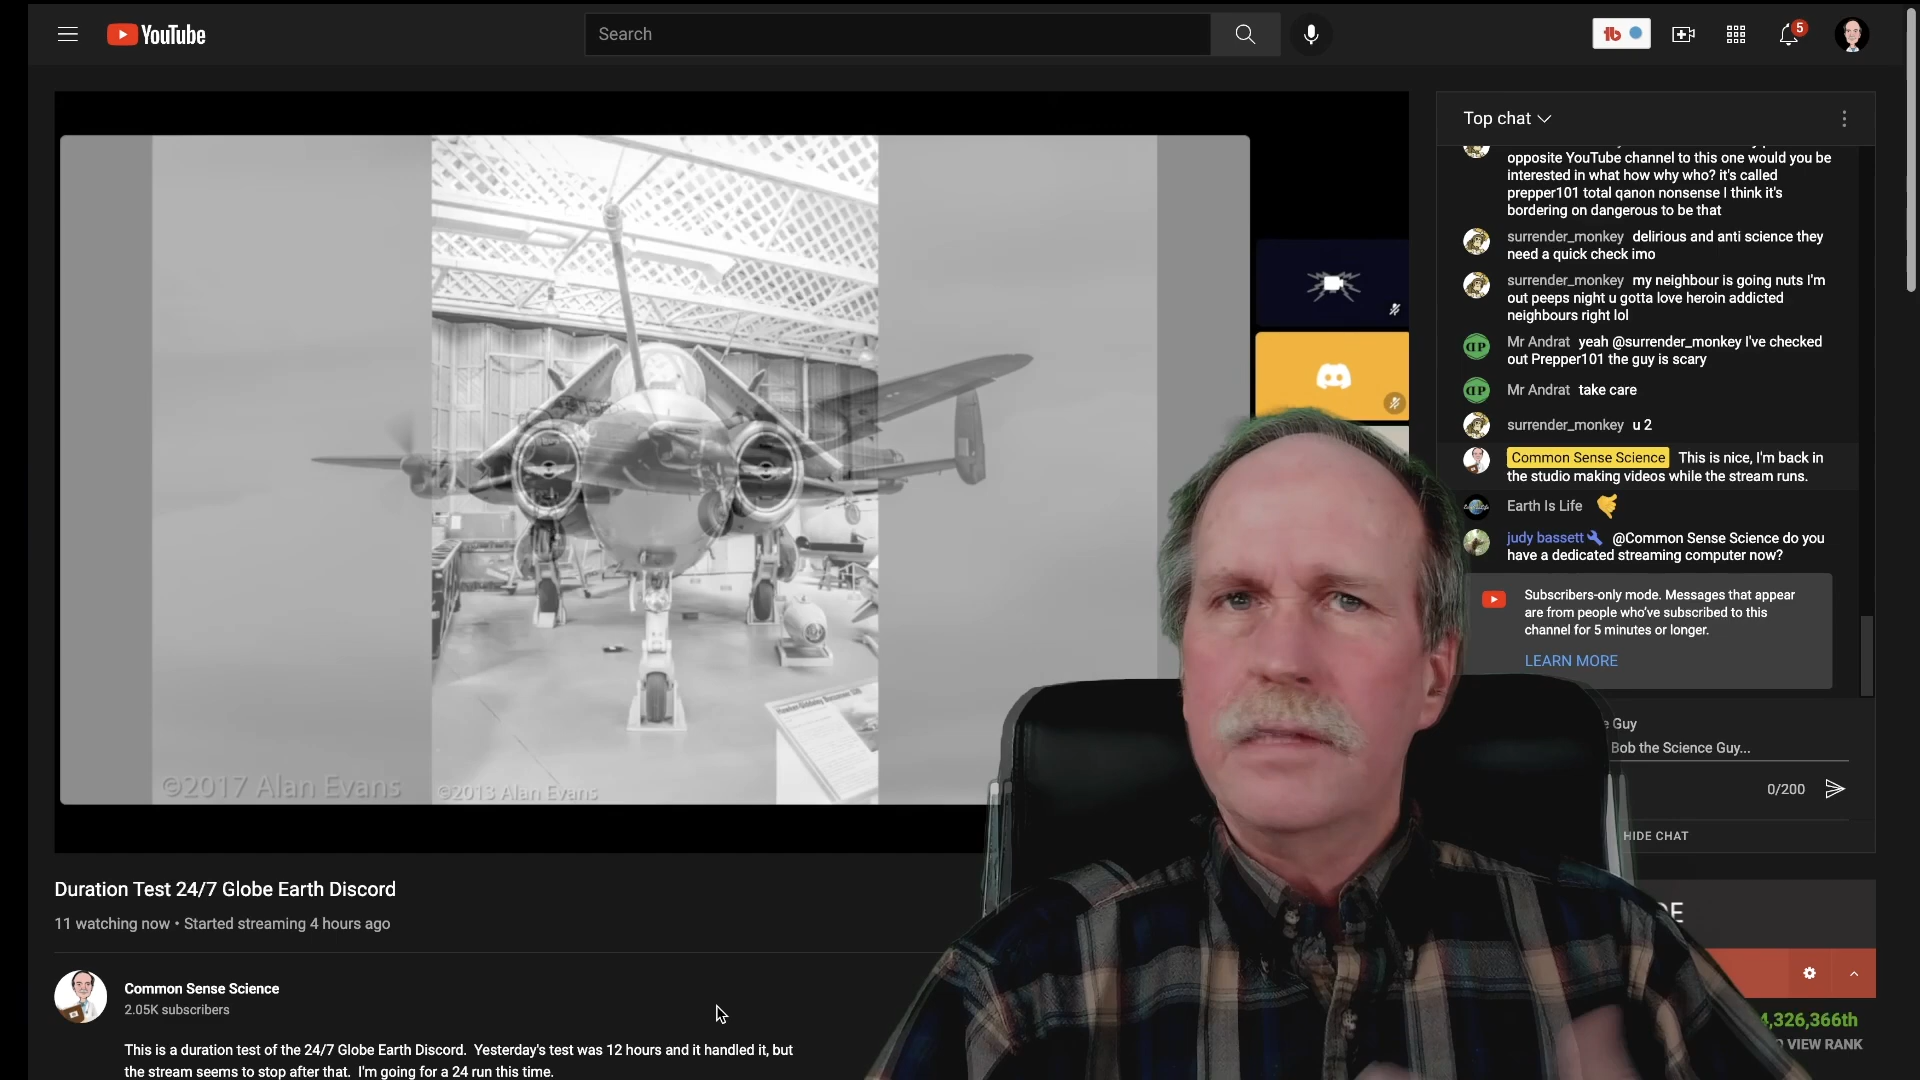 YouTube
Search
5
Top chat
opposite YouTube channel to this one would you be
interested in what how why who? it's called
prepper101 total qanon nonsense I think it's
bordering on dangerous to be that
surrender_monkey delirious and anti science they
need a quick check imo
surrender_monkey my neighbour is going nuts I'm
out peeps night u gotta love heroin addicted
neighbours right lol
Mr Andrat yeah @surrender_monkey I've checked
out Prepper101 the guy is scary
Mr Andrat take care
surrender_monkey u 2
Common Sense Science This is nice, I'm back in
the studio making videos while the stream runs.
Earth Is Life
judy bassett @Common Sense Science do you
have a dedicated streaming computer now?
Subscribers-only mode. Messages that appear
are from people who've subscribed to this
channel for 5 minutes or longer.
LEARN MORE
e Guy
Bob the Science Guy...
0/200
HIDE CHAT
©2017 Alan Evans
©2013 Alan Evans
Duration Test 24/7 Globe Earth Discord
11 watching now • Started streaming 4 hours ago
Common Sense Science
2.05K subscribers
This is a duration test of the 24/7 Globe Earth Discord. Yesterday's test was 12 hours and it handled it, but
the stream seems to stop after that. I'm going for a 24 run this time.
4,326,366th
VIEW RANK